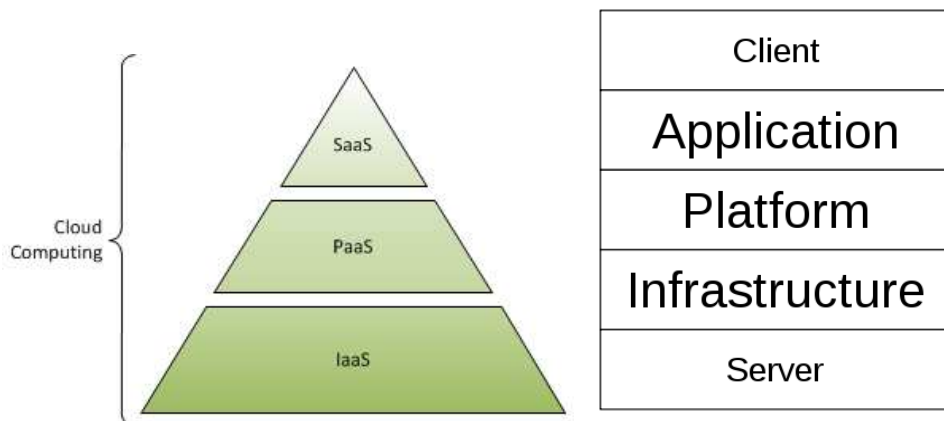 Cloud
Computing
SaaS
PaaS
IaaS
Client
Application
Platform
Infrastructure
Server